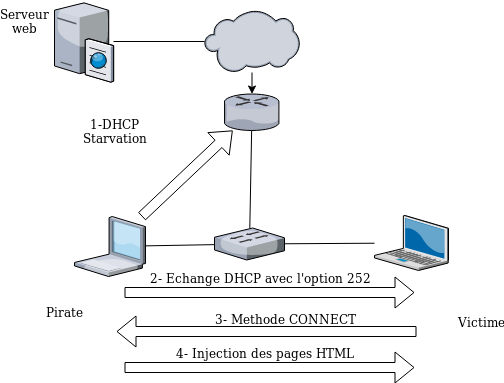 Serveur
web
1-DHCP
Starvation
2- Echange DHCP avec l'option 252
Pirate
3- Methode CONNECT
Victime
4- Injection des pages HTML